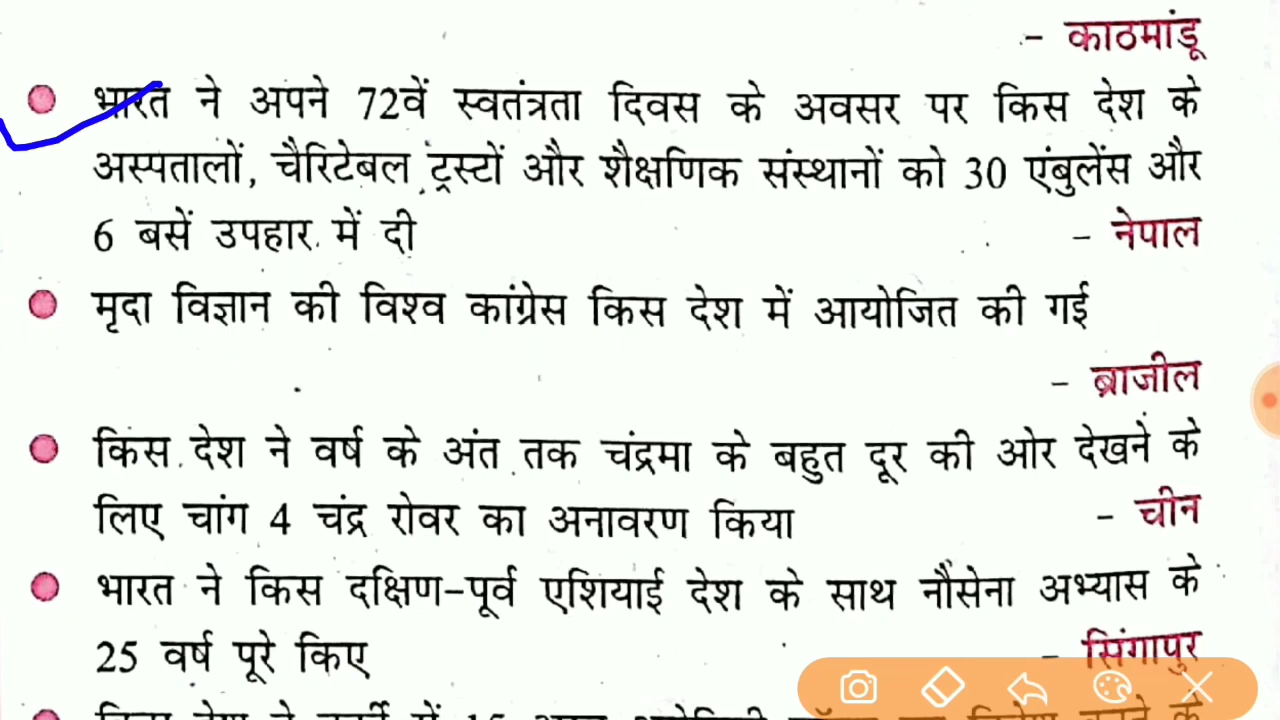 - काठमांडू
भारत ने अपने 72वें स्वतंत्रता दिवस के अवसर पर किस देश के
अस्पतालों, चैरिटेबल ट्रस्टों और शैक्षणिक संस्थानों को 30 एंबुलेंस और
6 बसें उपहार में दी - नेपाल
मृदा विज्ञान की विश्व कांग्रेस किस देश में आयोजित की गई
- ब्राजील
किस देश ने वर्ष के अंत तक चंद्रमा के बहुत दूर की ओर देखने के
लिए चांग 4 चंद्र रोवर का अनावरण किया - चीन
भारत ने किस दक्षिण-पूर्व एशियाई देश के साथ नौसेना अभ्यास के
25 वर्ष पूरे किए - सिंगापुर